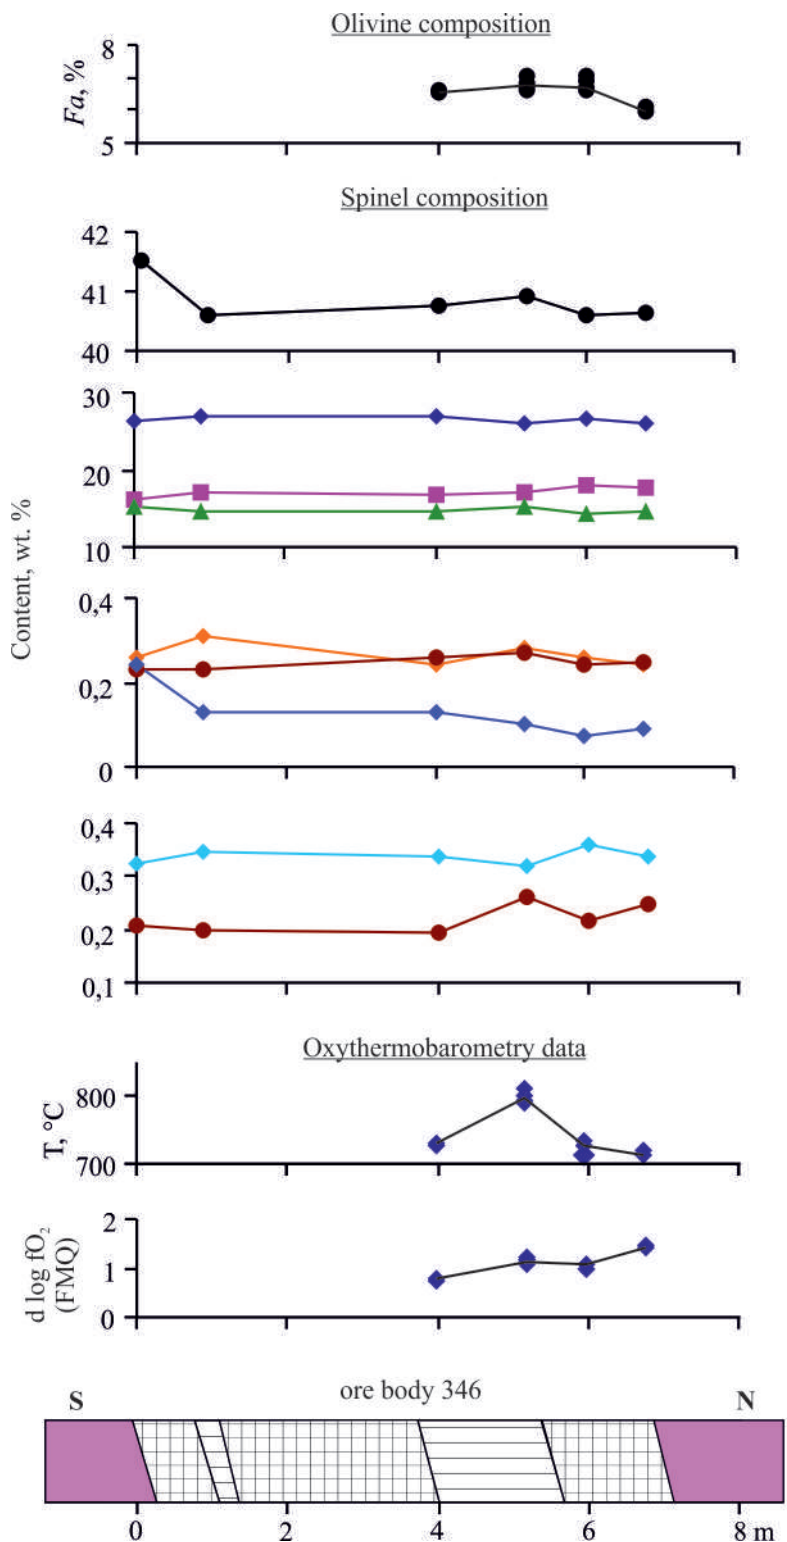 Olivine composition
8
Fa, %
5
Spinel composition
42
41
40
30
20
10
Content, wt. %
0,4
0,2
0
0,4
0,3
0,2
0,1
Oxythermobarometry data
800
T, °C
700
2
d log fO₂
(FMQ)
1
0
ore body 346
S N
0 2 4 6 8 m